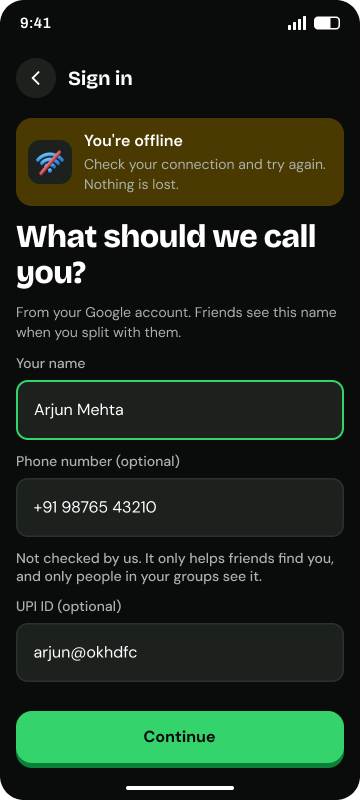 9:41
Sign in
You're offline
Check your connection and try again.
Nothing is lost.
What should we call
you?
From your Google account. Friends see this name
when you split with them.
Your name
Arjun Mehta
Phone number (optional)
+91 98765 43210
Not checked by us. It only helps friends find you,
and only people in your groups see it.
UPI ID (optional)
arjun@okhdfc
Continue